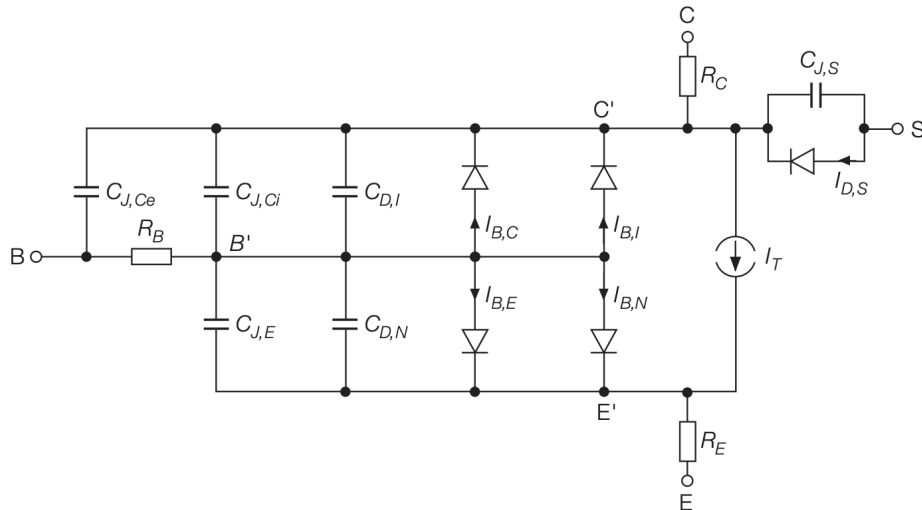 C
C_{J,S}
R_C
C'
S
I_{D,S}
C_{J,Ce}
C_{J,Ci}
C_{D,I}
I_{B,C}
I_{B,I}
R_B
B
B'
I_T
I_{B,E}
I_{B,N}
C_{J,E}
C_{D,N}
E'
R_E
E